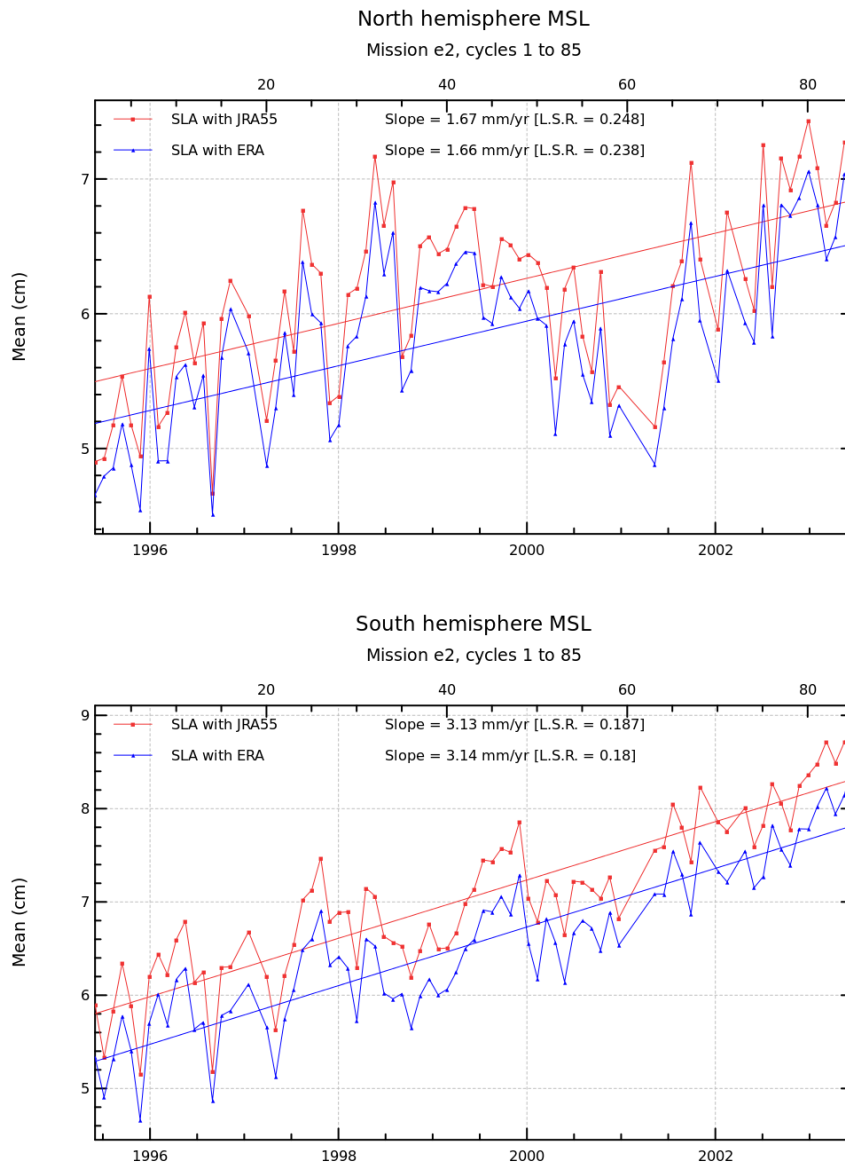 North hemisphere MSL
Mission e2, cycles 1 to 85
20 40 60 80
SLA with JRA55 Slope = 1.67 mm/yr [L.S.R. = 0.248]
SLA with ERA Slope = 1.66 mm/yr [L.S.R. = 0.238]
7
6
5
Mean (cm)
1996 1998 2000 2002
South hemisphere MSL
Mission e2, cycles 1 to 85
20 40 60 80
9
SLA with JRA55 Slope = 3.13 mm/yr [L.S.R. = 0.187]
SLA with ERA Slope = 3.14 mm/yr [L.S.R. = 0.18]
8
7
6
5
Mean (cm)
1996 1998 2000 2002